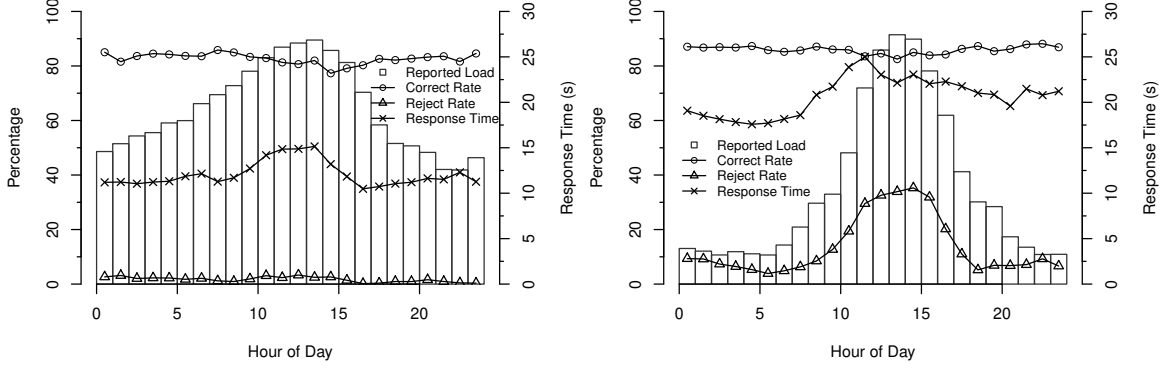 100
80
60
40
20
0
Percentage
30
25
20
15
10
5
0
Response Time (s)
Reported Load
Correct Rate
Reject Rate
Response Time
0 5 10 15 20
Hour of Day
100
80
60
40
20
0
Percentage
30
25
20
15
10
5
0
Response Time (s)
Reported Load
Correct Rate
Reject Rate
Response Time
0 5 10 15 20
Hour of Day